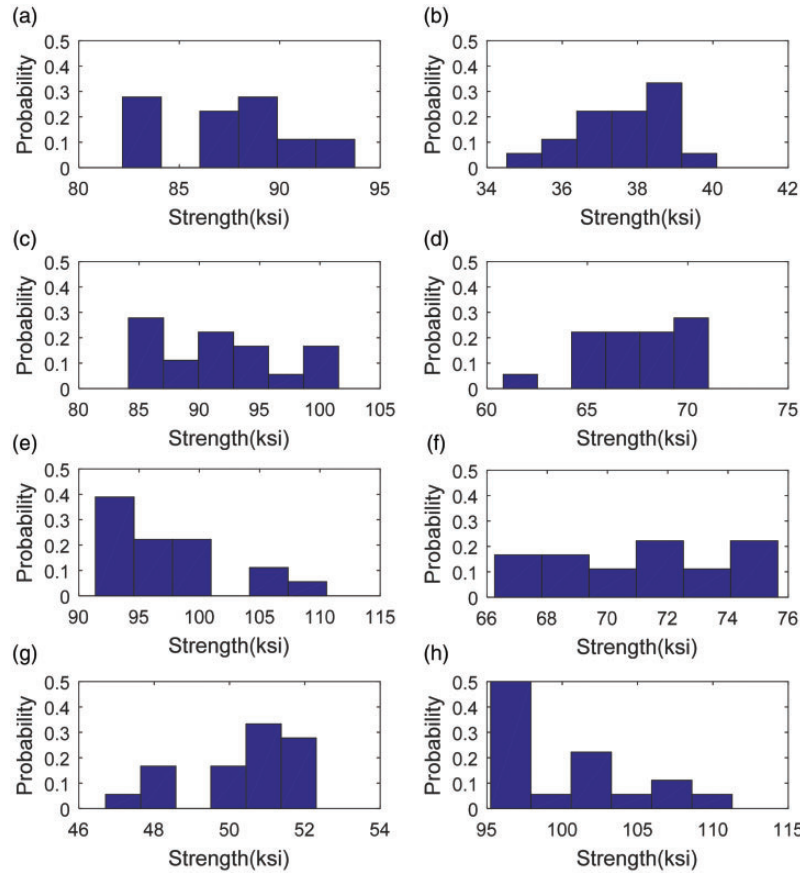 (a)
0.5
0.4
0.3
0.2
0.1
0
Probability
80 85 90 95
Strength(ksi)
(b)
0.5
0.4
0.3
0.2
0.1
0
Probability
34 36 38 40 42
Strength(ksi)
(c)
0.5
0.4
0.3
0.2
0.1
0
Probability
80 85 90 95 100 105
Strength(ksi)
(d)
0.5
0.4
0.3
0.2
0.1
0
Probability
60 65 70 75
Strength(ksi)
(e)
0.5
0.4
0.3
0.2
0.1
0
Probability
90 95 100 105 110 115
Strength(ksi)
(f)
0.5
0.4
0.3
0.2
0.1
0
Probability
66 68 70 72 74 76
Strength(ksi)
(g)
0.5
0.4
0.3
0.2
0.1
0
Probability
46 48 50 52 54
Strength(ksi)
(h)
0.5
0.4
0.3
0.2
0.1
0
Probability
95 100 105 110 115
Strength(ksi)